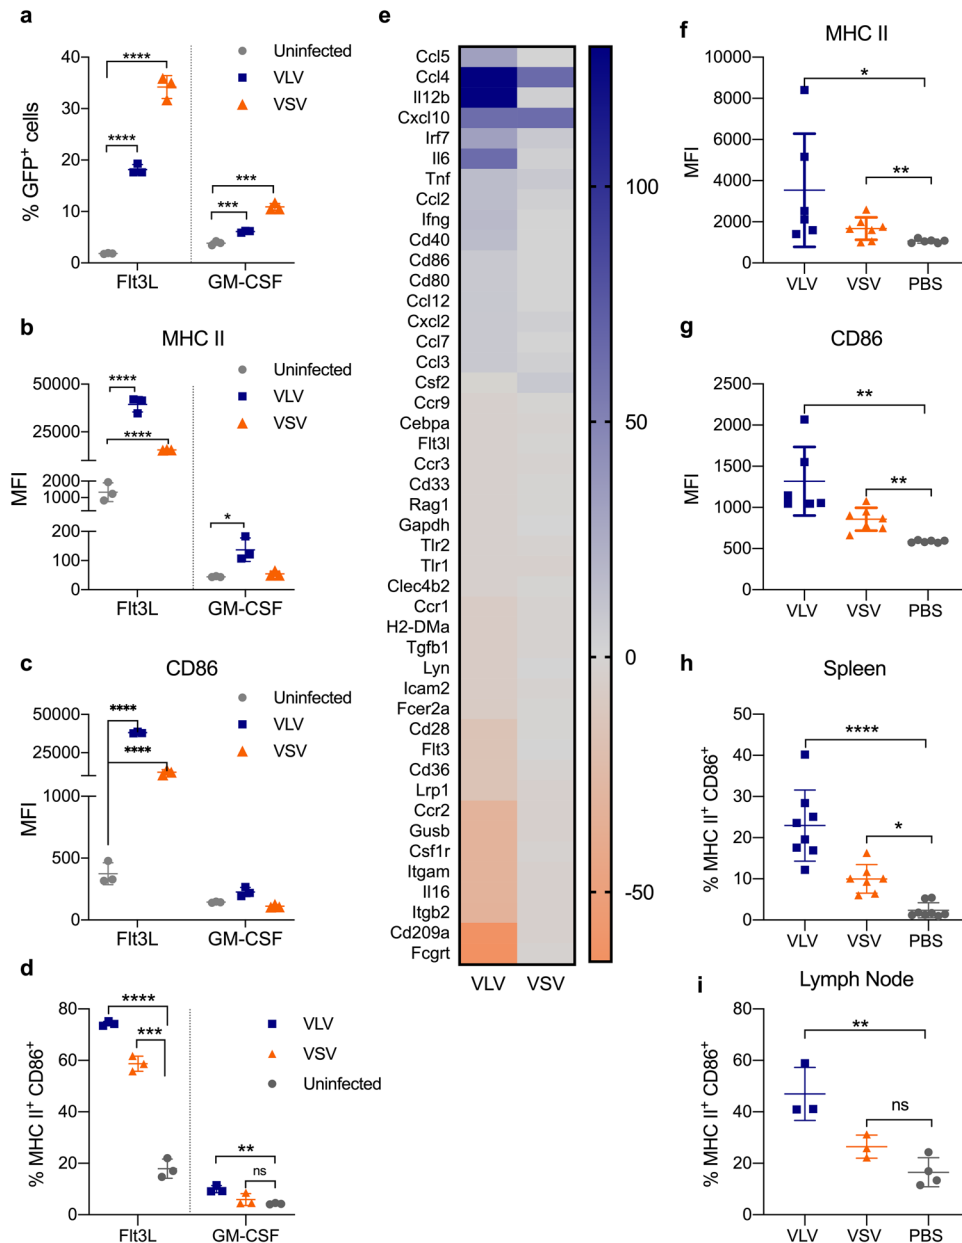 a
Uninfected
VLV
VSV
% GFP+ cells
40
30
20
10
0
****
****
***
***
Flt3L
GM-CSF
b
MHC II
Uninfected
VLV
VSV
MFI
50000
25000
2000
1000
200
100
0
****
****
*
Flt3L
GM-CSF
c
CD86
Uninfected
VLV
VSV
MFI
50000
25000
1000
500
0
****
****
Flt3L
GM-CSF
d
VLV
VSV
Uninfected
% MHC II+ CD86+
80
60
40
20
0
****
***
**
ns
Flt3L
GM-CSF
e
Ccl5
Ccl4
Il12b
Cxcl10
Irf7
Il6
Tnf
Ccl2
Ifng
Cd40
Cd86
Cd80
Ccl12
Cxcl2
Ccl7
Ccl3
Csf2
Ccr9
Cebpa
Flt3l
Ccr3
Cd33
Rag1
Gapdh
Tlr2
Tlr1
Clec4b2
Ccr1
H2-DMa
Tgfb1
Lyn
Icam2
Fcer2a
Cd28
Flt3
Cd36
Lrp1
Ccr2
Gusb
Csf1r
Itgam
Il16
Itgb2
Cd209a
Fcgrt
VLV VSV
100
50
0
-50
f
MHC II
MFI
10000
8000
6000
4000
2000
0
*
**
VLV VSV PBS
g
CD86
MFI
2500
2000
1500
1000
500
0
**
**
VLV VSV PBS
h
Spleen
% MHC II+ CD86+
50
40
30
20
10
0
****
*
VLV VSV PBS
i
Lymph Node
% MHC II+ CD86+
80
60
40
20
0
**
ns
VLV VSV PBS